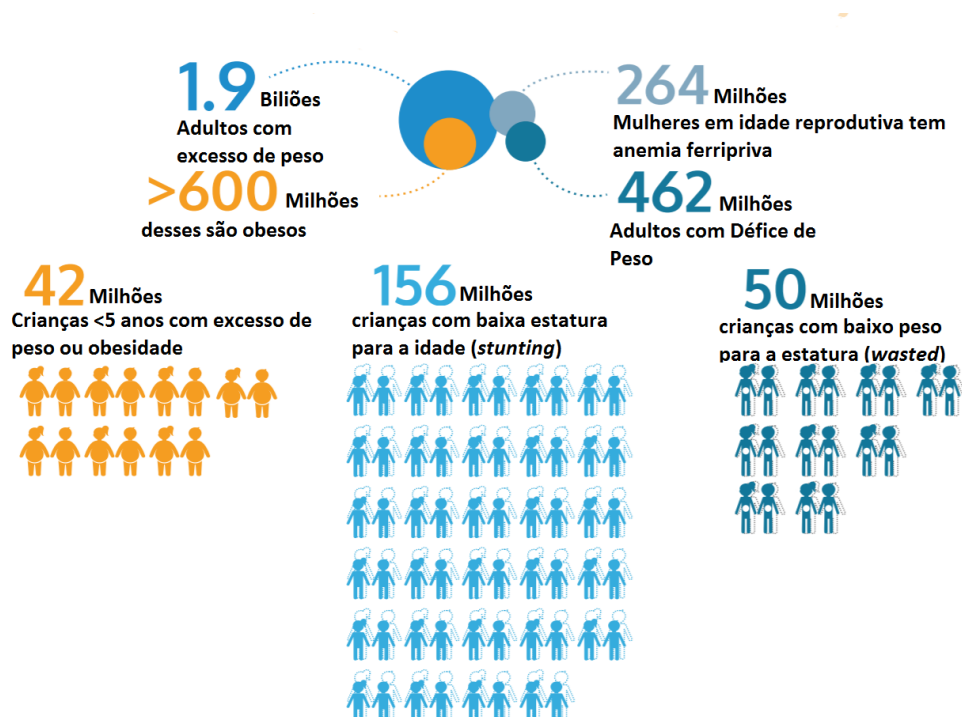 1.9 Biliões
Adultos com
excesso de peso
>600 Milhões
desses são obesos
264 Milhões
Mulheres em idade reprodutiva tem
anemia ferripriva
462 Milhões
Adultos com Défice de
Peso
42 Milhões
Crianças <5 anos com excesso de
peso ou obesidade
156 Milhões
crianças com baixa estatura
para a idade (stunting)
50 Milhões
crianças com baixo peso
para a estatura (wasted)